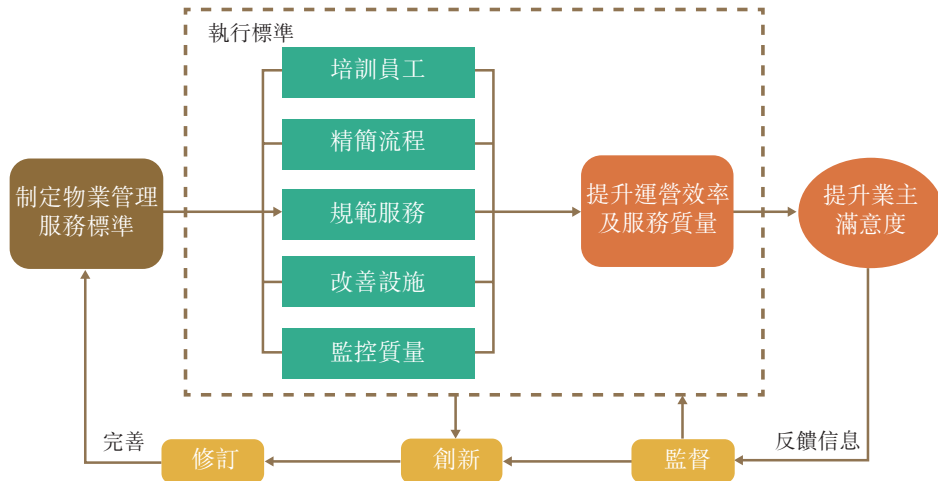 執行標準
培訓員工
精簡流程
規範服務
改善設施
監控質量
制定物業管理
服務標準
提升運營效率
及服務質量
提升業主
滿意度
完善
修訂
創新
監督
反饋信息